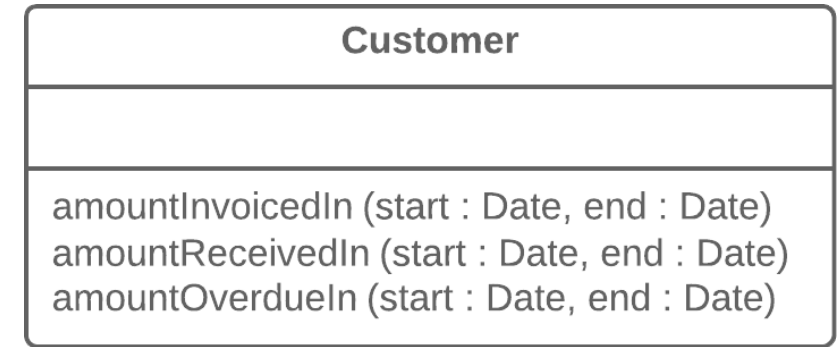 Customer
amountInvoicedIn (start : Date, end : Date)
amountReceivedIn (start : Date, end : Date)
amountOverdueIn (start : Date, end : Date)